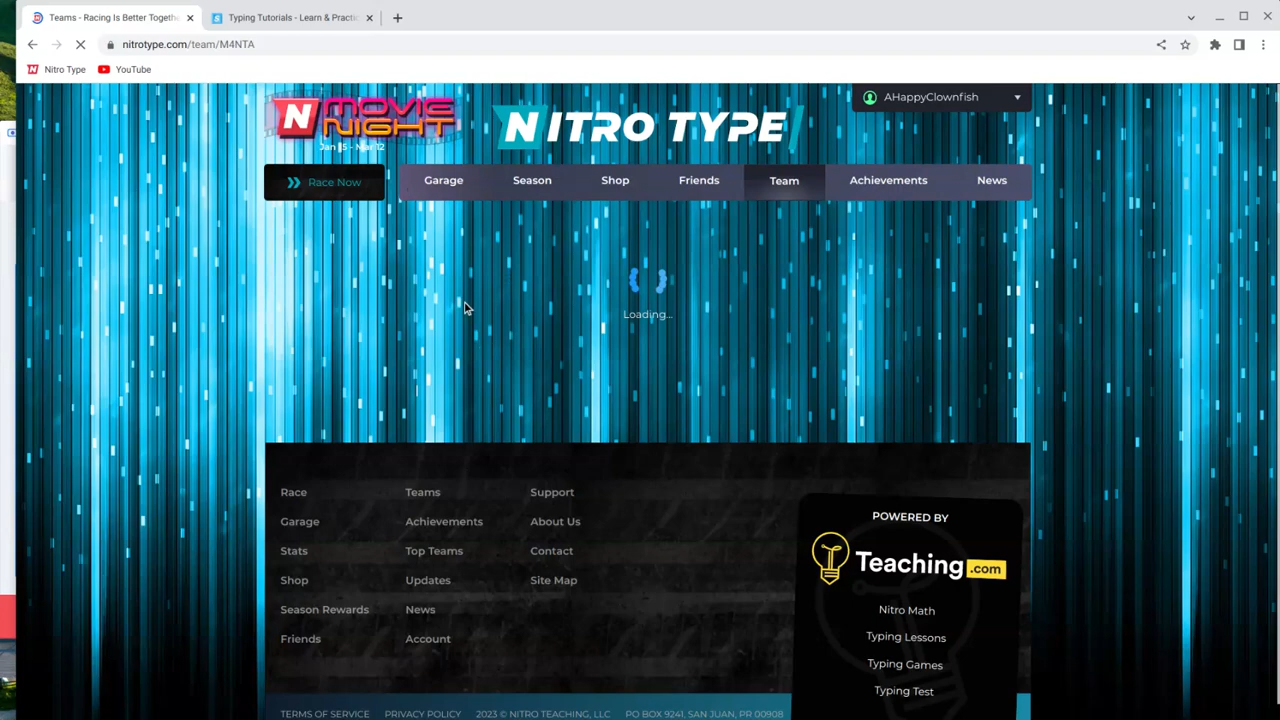 Teams - Racing Is Better Togethe
Typing Tutorials - Learn & Practic
nitrotype.com/team/M4NTA
Nitro Type
YouTube
N MOVIE NIGHT
Jan 15 - Mar 12
NITRO TYPE
AHappyClownfish
Race Now
Garage
Season
Shop
Friends
Team
Achievements
News
Loading...
Race
Garage
Stats
Shop
Season Rewards
Friends
Teams
Achievements
Top Teams
Updates
News
Account
Support
About Us
Contact
Site Map
POWERED BY
Teaching.com
Nitro Math
Typing Lessons
Typing Games
Typing Test
TERMS OF SERVICE PRIVACY POLICY 2023 © NITRO TEACHING, LLC PO BOX 9241, SAN JUAN, PR 00908